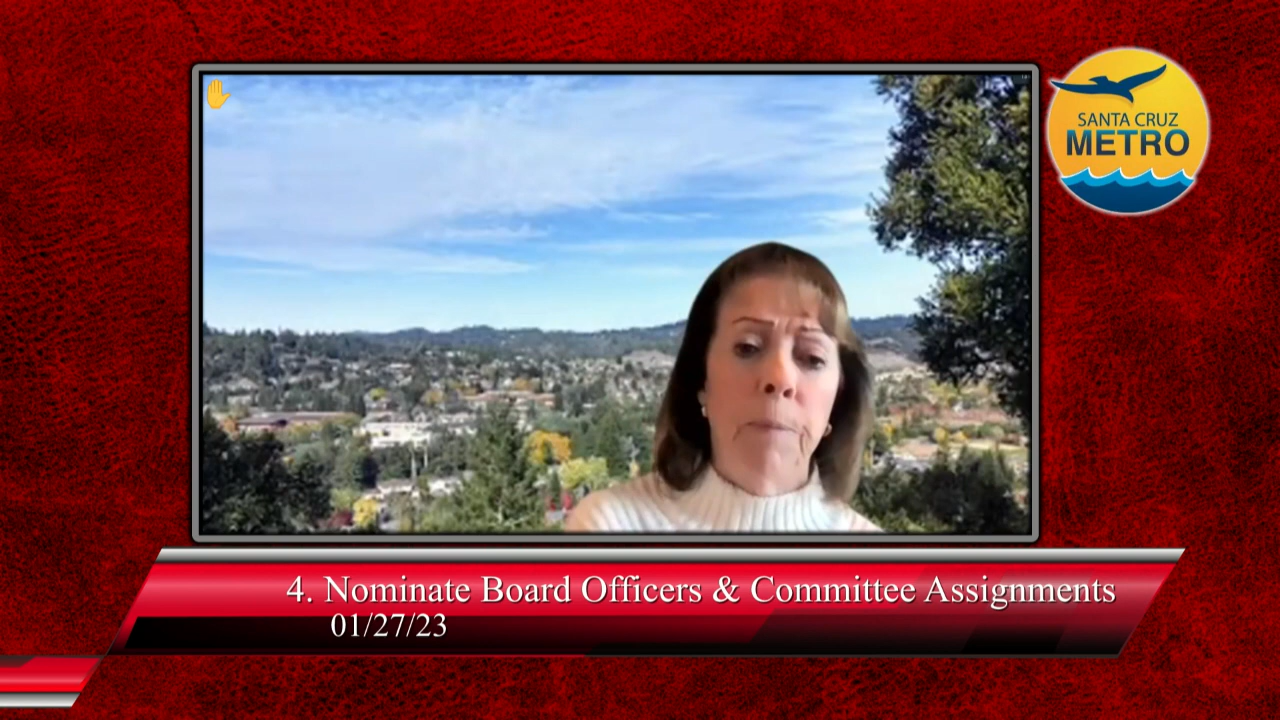 SANTA CRUZ
METRO
4. Nominate Board Officers & Committee Assignments
01/27/23